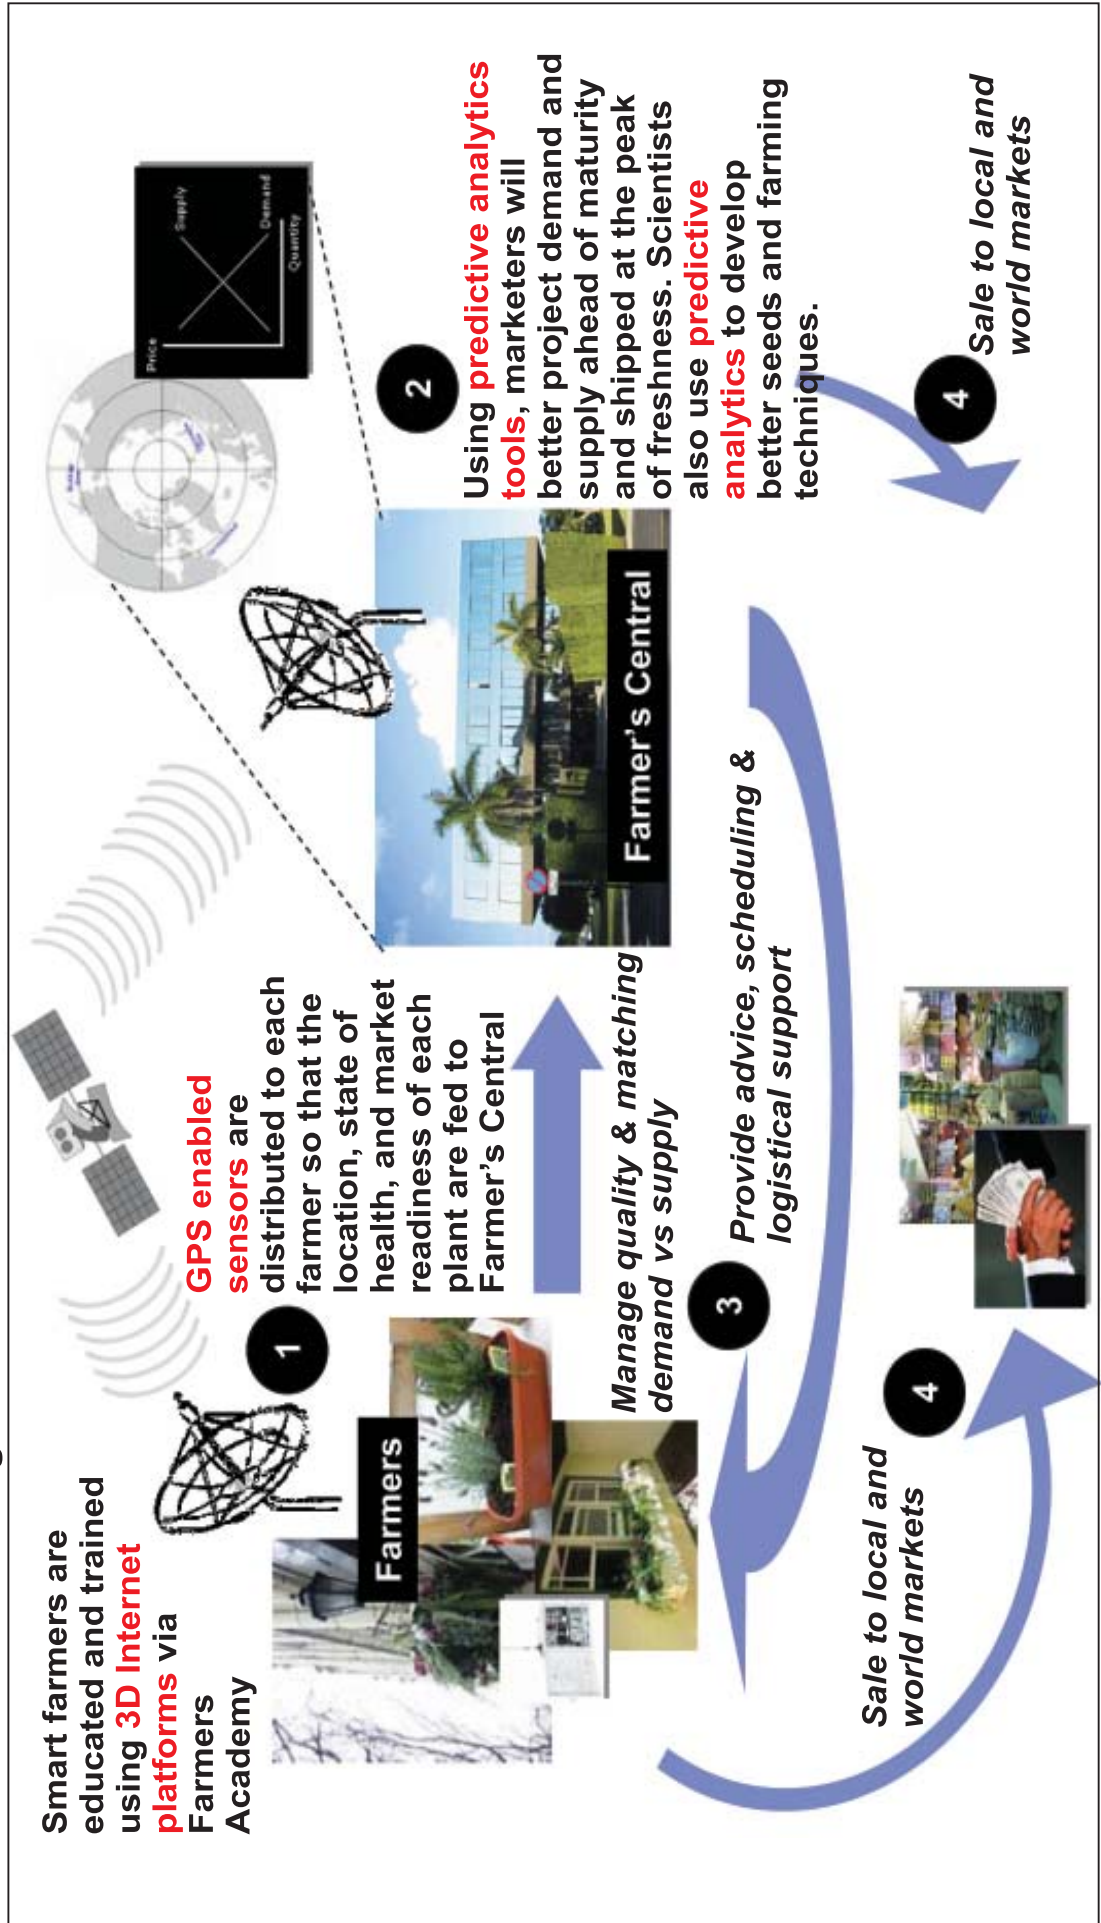 Smart farmers are
educated and trained
using 3D Internet
platforms via
Farmers
Academy
1
GPS enabled
sensors are
distributed to each
farmer so that the
location, state of
health, and market
readiness of each
plant are fed to
Farmer's Central
Farmers
Price
Supply
Demand
Quantity
Farmer's Central
2
Using predictive analytics
tools, marketers will
better project demand and
supply ahead of maturity
and shipped at the peak
of freshness. Scientists
also use predictive
analytics to develop
better seeds and farming
techniques.
Manage quality & matching
demand vs supply
3
Provide advice, scheduling &
logistical support
4
Sale to local and
world markets
4
Sale to local and
world markets